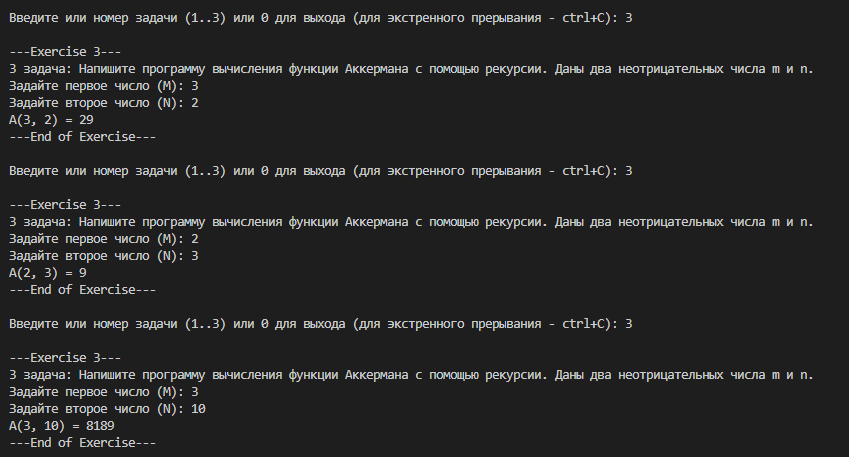 Введите или номер задачи (1..3) или 0 для выхода (для экстренного прерывания - ctrl+C): 3
---Exercise 3---
3 задача: Напишите программу вычисления функции Аккермана с помощью рекурсии. Даны два неотрицательных числа m и n.
Задайте первое число (M): 3
Задайте второе число (N): 2
A(3, 2) = 29
---End of Exercise---
Введите или номер задачи (1..3) или 0 для выхода (для экстренного прерывания - ctrl+C): 3
---Exercise 3---
3 задача: Напишите программу вычисления функции Аккермана с помощью рекурсии. Даны два неотрицательных числа m и n.
Задайте первое число (M): 2
Задайте второе число (N): 3
A(2, 3) = 9
---End of Exercise---
Введите или номер задачи (1..3) или 0 для выхода (для экстренного прерывания - ctrl+C): 3
---Exercise 3---
3 задача: Напишите программу вычисления функции Аккермана с помощью рекурсии. Даны два неотрицательных числа m и n.
Задайте первое число (M): 3
Задайте второе число (N): 10
A(3, 10) = 8189
---End of Exercise---